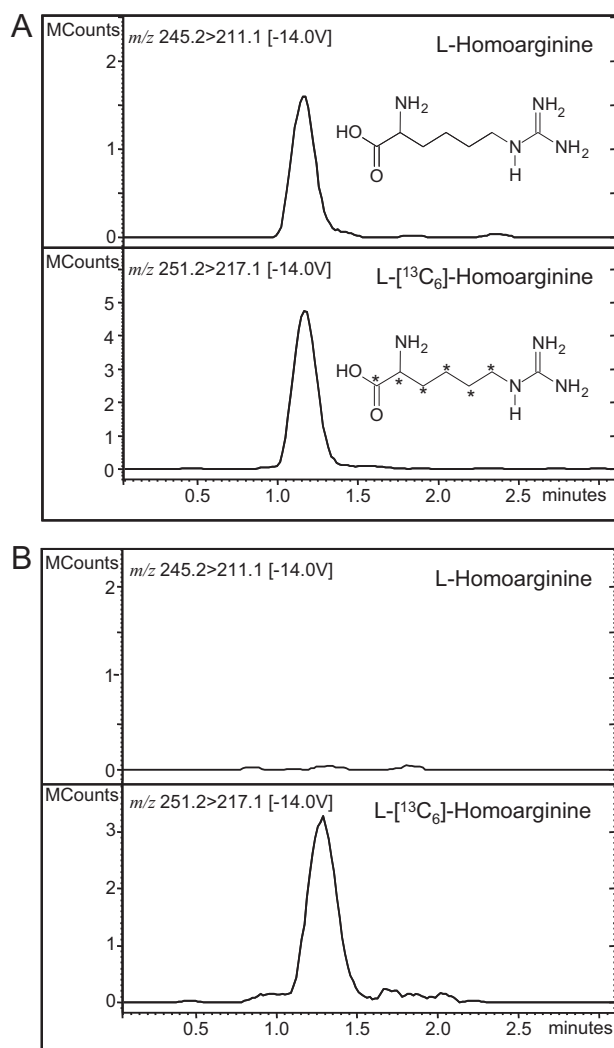 A
MCounts
m/z 245.2>211.1 [-14.0V]
L-Homoarginine
2
1
0
NH2
HO
O
N
H
NH
NH2
MCounts
m/z 251.2>217.1 [-14.0V]
L-[13C6]-Homoarginine
5
4
3
2
1
0
NH2
HO
O
* * * * * *
N
H
NH
NH2
0.5 1.0 1.5 2.0 2.5 minutes
B
MCounts
m/z 245.2>211.1 [-14.0V]
L-Homoarginine
2
1
0
MCounts
m/z 251.2>217.1 [-14.0V]
L-[13C6]-Homoarginine
3
2
1
0
0.5 1.0 1.5 2.0 2.5 minutes